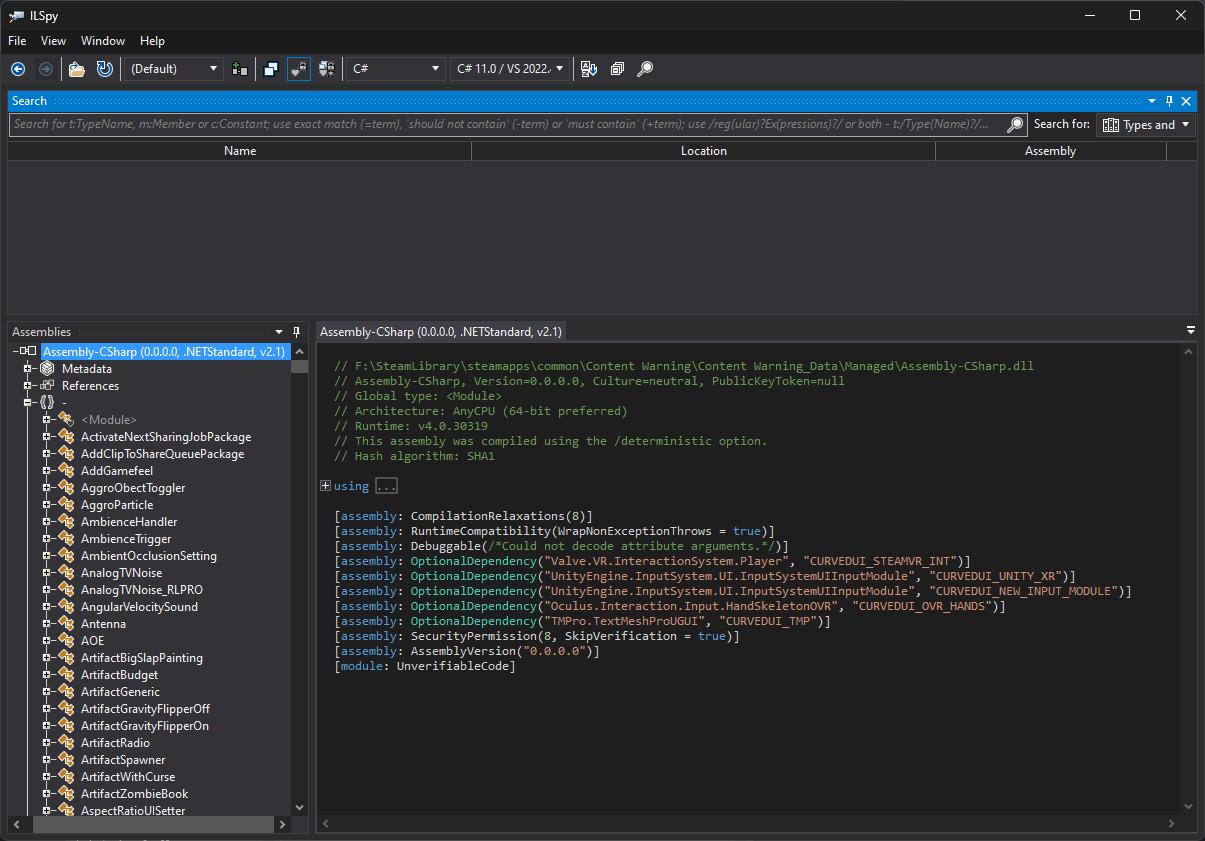 ILSpy
File View Window Help
(Default) C# C# 11.0 / VS 2022.
Search
Search for t:TypeName, m:Member or c:Constant; use exact match (=term), 'should not contain' (-term) or 'must contain' (+term); use /reg(ular)?Ex(pressions)?/ or both - t:/Type(Name)?/... Search for: Types and
Name Location Assembly
Assemblies
Assembly-CSharp (0.0.0.0, .NETStandard, v2.1)
Metadata
References
{} -
<Module>
ActivateNextSharingJobPackage
AddClipToShareQueuePackage
AddGamefeel
AggroObectToggler
AggroParticle
AmbienceHandler
AmbienceTrigger
AmbientOcclusionSetting
AnalogTVNoise
AnalogTVNoise_RLPRO
AngularVelocitySound
Antenna
AOE
ArtifactBigSlapPainting
ArtifactBudget
ArtifactGeneric
ArtifactGravityFlipperOff
ArtifactGravityFlipperOn
ArtifactRadio
ArtifactSpawner
ArtifactWithCurse
ArtifactZombieBook
AspectRatioUISetter
Assembly-CSharp (0.0.0.0, .NETStandard, v2.1)
// F:\SteamLibrary\steamapps\common\Content Warning\Content Warning_Data\Managed\Assembly-CSharp.dll
// Assembly-CSharp, Version=0.0.0.0, Culture=neutral, PublicKeyToken=null
// Global type: <Module>
// Architecture: AnyCPU (64-bit preferred)
// Runtime: v4.0.30319
// This assembly was compiled using the /deterministic option.
// Hash algorithm: SHA1
using ...
[assembly: CompilationRelaxations(8)]
[assembly: RuntimeCompatibility(WrapNonExceptionThrows = true)]
[assembly: Debuggable(/*Could not decode attribute arguments.*/)]
[assembly: OptionalDependency("Valve.VR.InteractionSystem.Player", "CURVEDUI_STEAMVR_INT")]
[assembly: OptionalDependency("UnityEngine.InputSystem.UI.InputSystemUIInputModule", "CURVEDUI_UNITY_XR")]
[assembly: OptionalDependency("UnityEngine.InputSystem.UI.InputSystemUIInputModule", "CURVEDUI_NEW_INPUT_MODULE")]
[assembly: OptionalDependency("Oculus.Interaction.Input.HandSkeletonOVR", "CURVEDUI_OVR_HANDS")]
[assembly: OptionalDependency("TMPro.TextMeshProUGUI", "CURVEDUI_TMP")]
[assembly: SecurityPermission(8, SkipVerification = true)]
[assembly: AssemblyVersion("0.0.0.0")]
[module: UnverifiableCode]